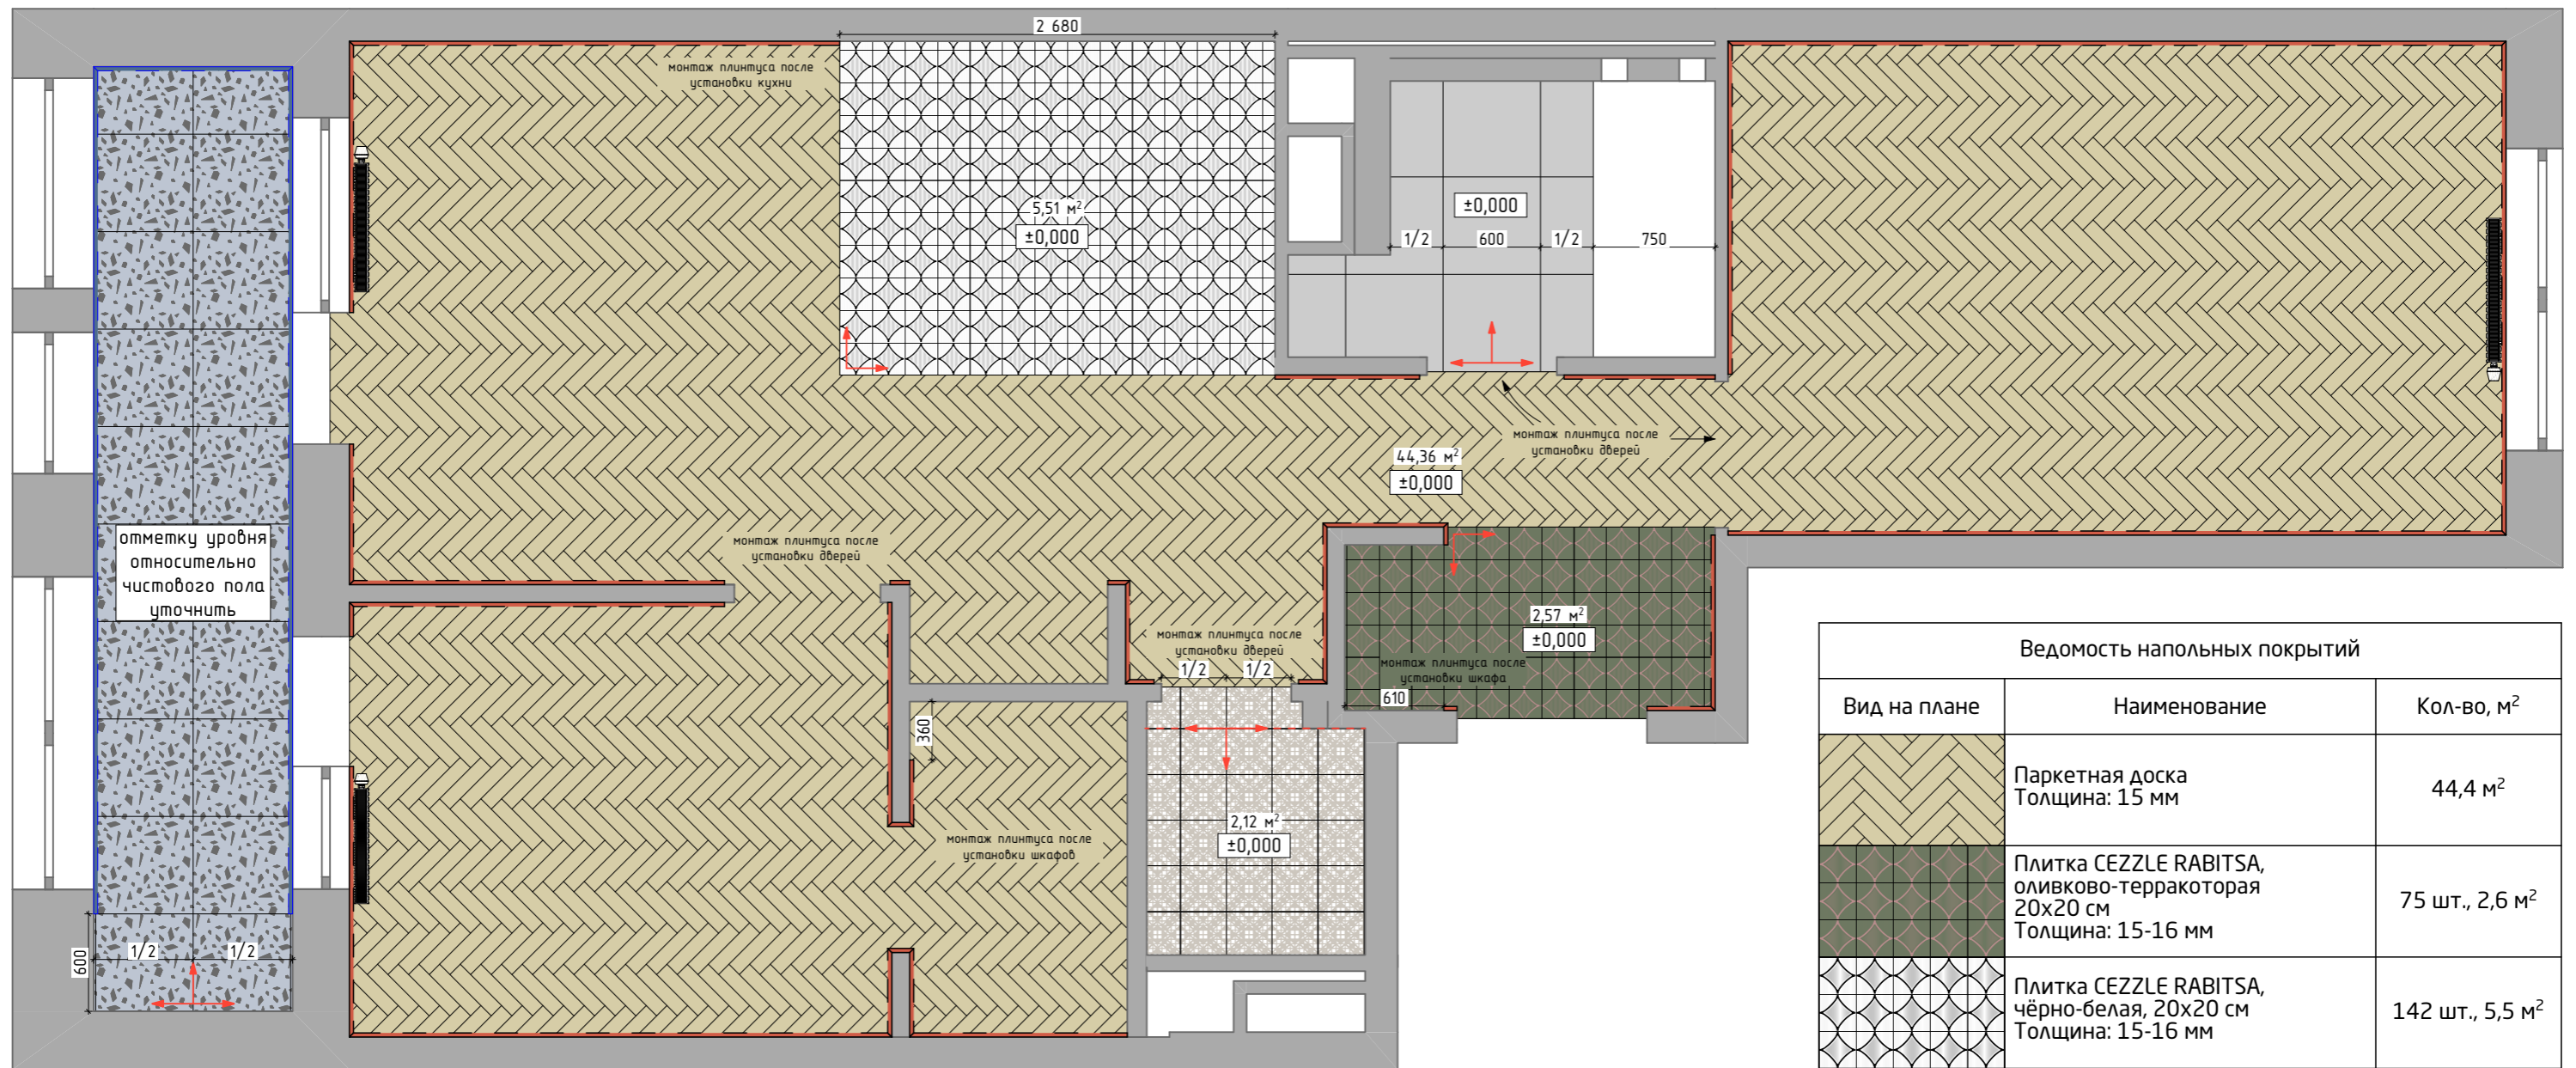 2 680
монтаж плинтуса после
установки кухни
5,51 м²
±0,000
±0,000
1/2
600
1/2
750
монтаж плинтуса после
установки дверей
44,36 м²
±0,000
отметку уровня
относительно
чистового пола
уточнить
монтаж плинтуса после
установки дверей
монтаж плинтуса после
установки дверей
1/2
1/2
2,57 м²
±0,000
монтаж плинтуса после
установки шкафа
610
360
2,12 м²
±0,000
монтаж плинтуса после
установки шкафов
600
1/2
1/2
Ведомость напольных покрытий
Вид на плане
Наименование
Кол-во, м²
Паркетная доска
Толщина: 15 мм
44,4 м²
Плитка CEZZLE RABITSA,
оливково-терракоторая
20х20 см
Толщина: 15-16 мм
75 шт., 2,6 м²
Плитка CEZZLE RABITSA,
чёрно-белая, 20х20 см
Толщина: 15-16 мм
142 шт., 5,5 м²